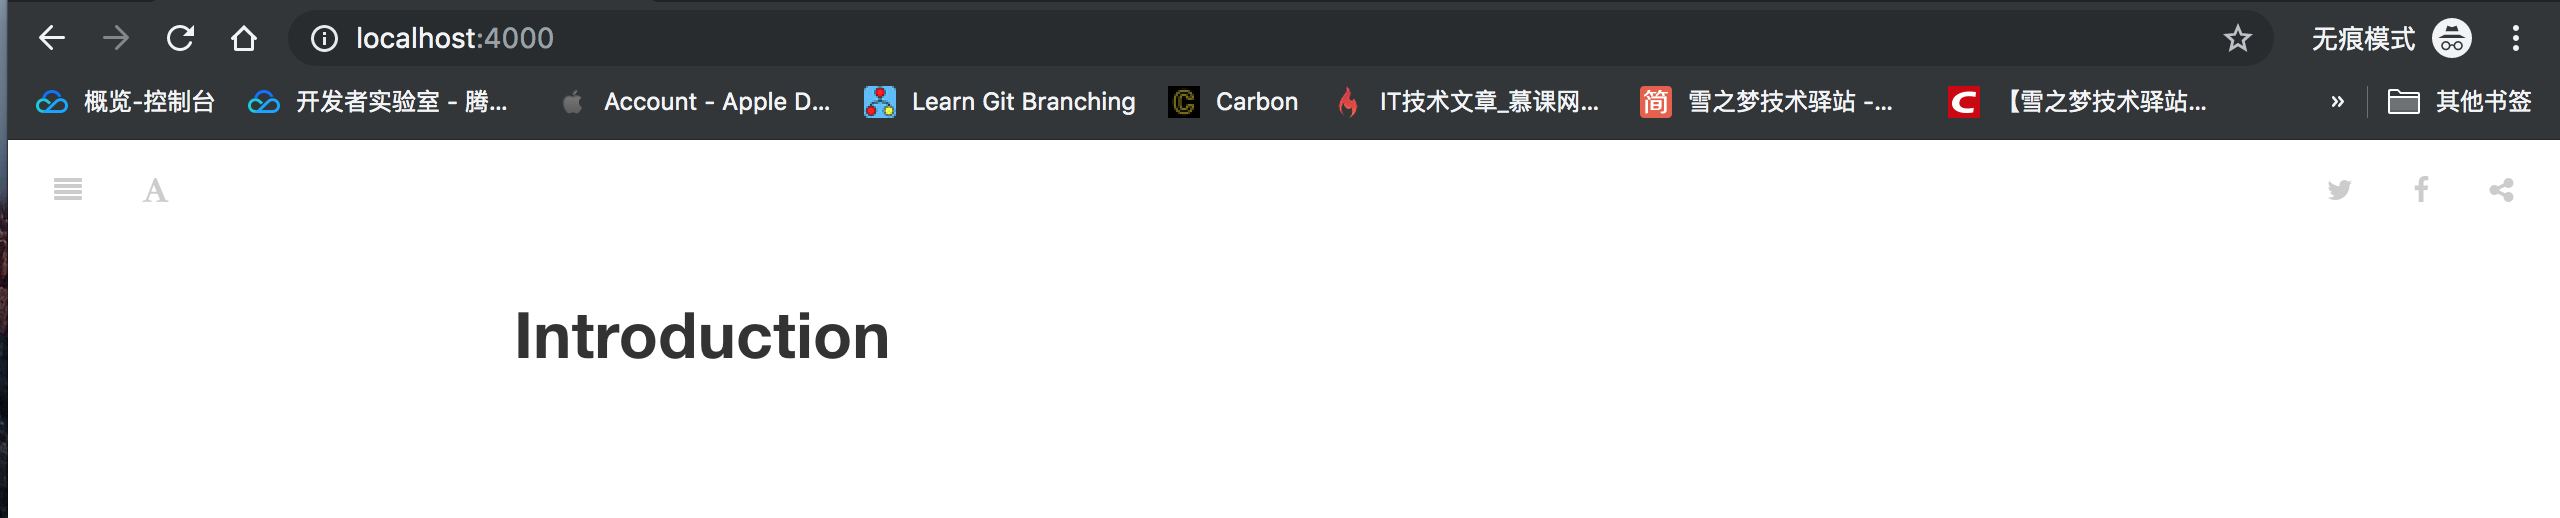 localhost:4000 无痕模式
概览-控制台 开发者实验室 - 腾... Account - Apple D... Learn Git Branching Carbon IT技术文章_慕课网... 简 雪之梦技术驿站 -... 【雪之梦技术驿站... » 其他书签
A
Introduction